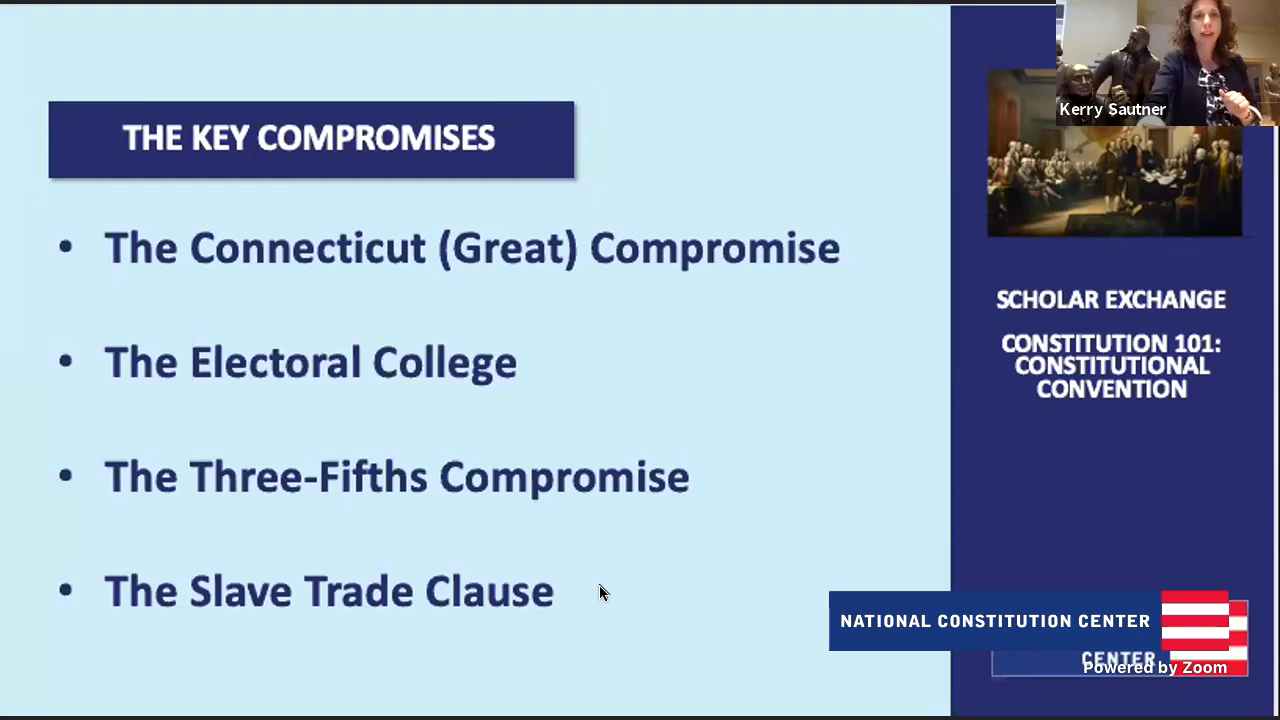 THE KEY COMPROMISES
• The Connecticut (Great) Compromise
• The Electoral College
• The Three-Fifths Compromise
• The Slave Trade Clause
Kerry Sautner
SCHOLAR EXCHANGE
CONSTITUTION 101:
CONSTITUTIONAL
CONVENTION
NATIONAL CONSTITUTION CENTER
CENTER
Powered by Zoom